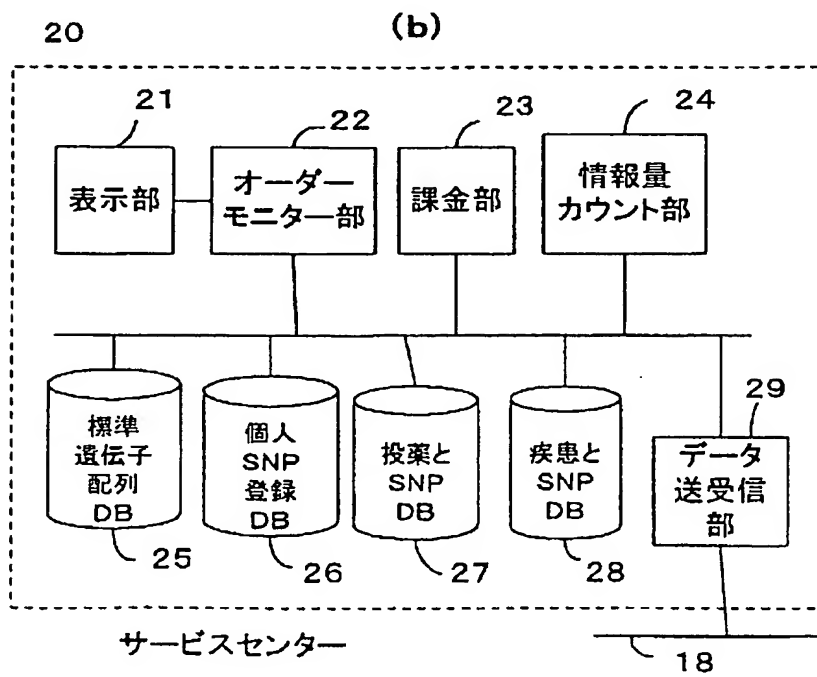 20
(b)
21
22
23
24
表示部
オーダー
モニター部
課金部
情報量
カウント部
標準
遺伝子
配列
DB
個人
SNP
登録
DB
投薬と
SNP
DB
疾患と
SNP
DB
29
データ
送受信
部
25
26
27
28
サービスセンター
18